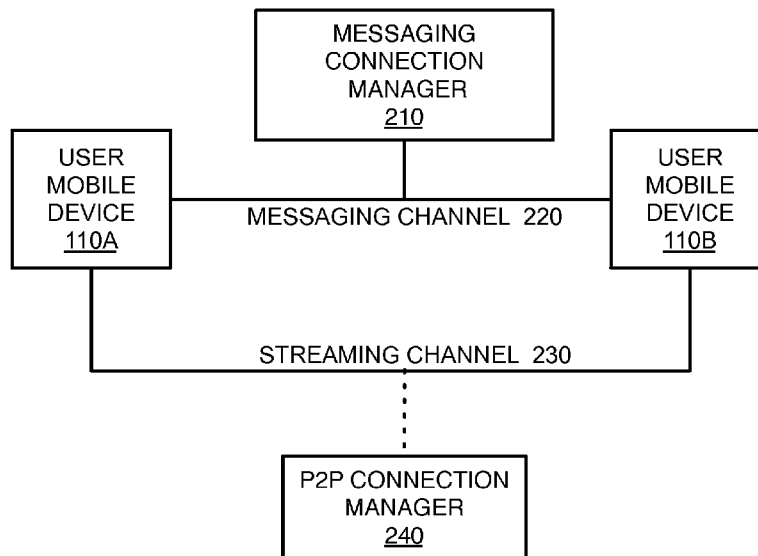 MESSAGING
CONNECTION
MANAGER
210
USER
MOBILE
DEVICE
110A
USER
MOBILE
DEVICE
110B
MESSAGING CHANNEL 220
STREAMING CHANNEL 230
P2P CONNECTION
MANAGER
240